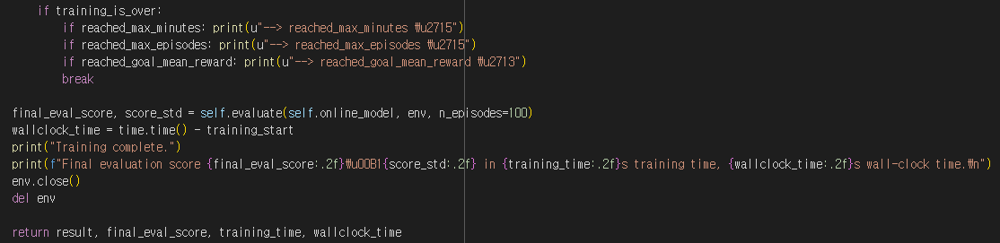 if training_is_over:
if reached_max_minutes: print(u"--> reached_max_minutes ₩u2715")
if reached_max_episodes: print(u"--> reached_max_episodes ₩u2715")
if reached_goal_mean_reward: print(u"--> reached_goal_mean_reward ₩u2713")
break
final_eval_score, score_std = self.evaluate(self.online_model, env, n_episodes=100)
wallclock_time = time.time() - training_start
print("Training complete.")
print(f"Final evaluation score {final_eval_score:.2f}₩u00B1{score_std:.2f} in {training_time:.2f}s training time, {wallclock_time:.2f}s wall-clock time.₩n")
env.close()
del env
return result, final_eval_score, training_time, wallclock_time